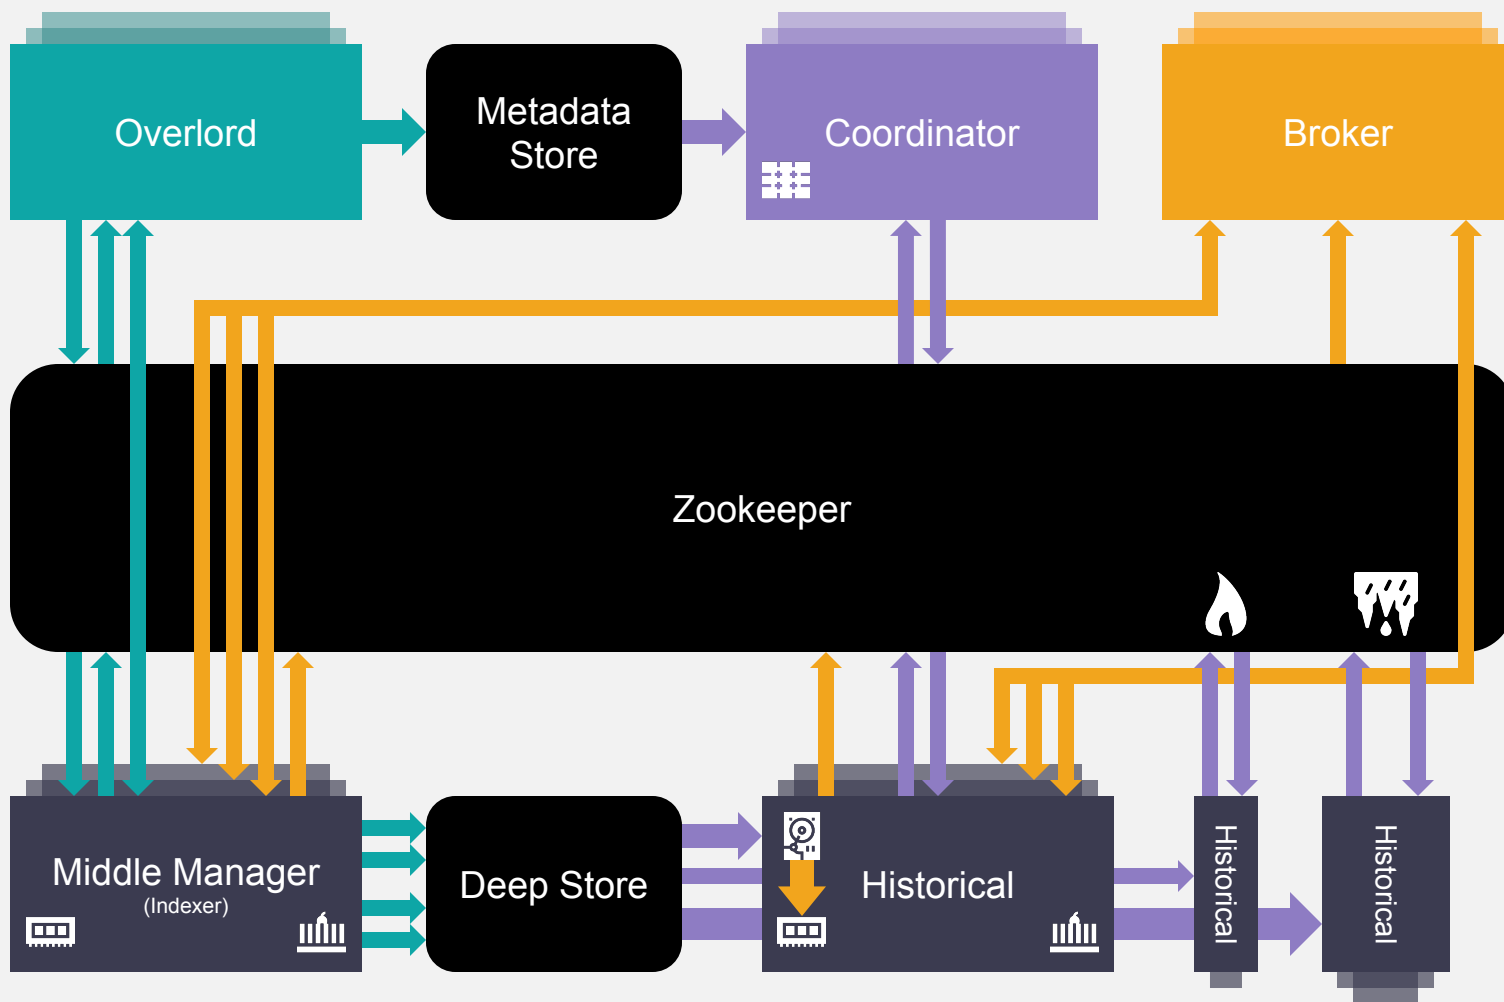 Overlord
Metadata
Store
Coordinator
Broker
Zookeeper
Middle Manager
(Indexer)
Deep Store
Historical
Historical
Historical